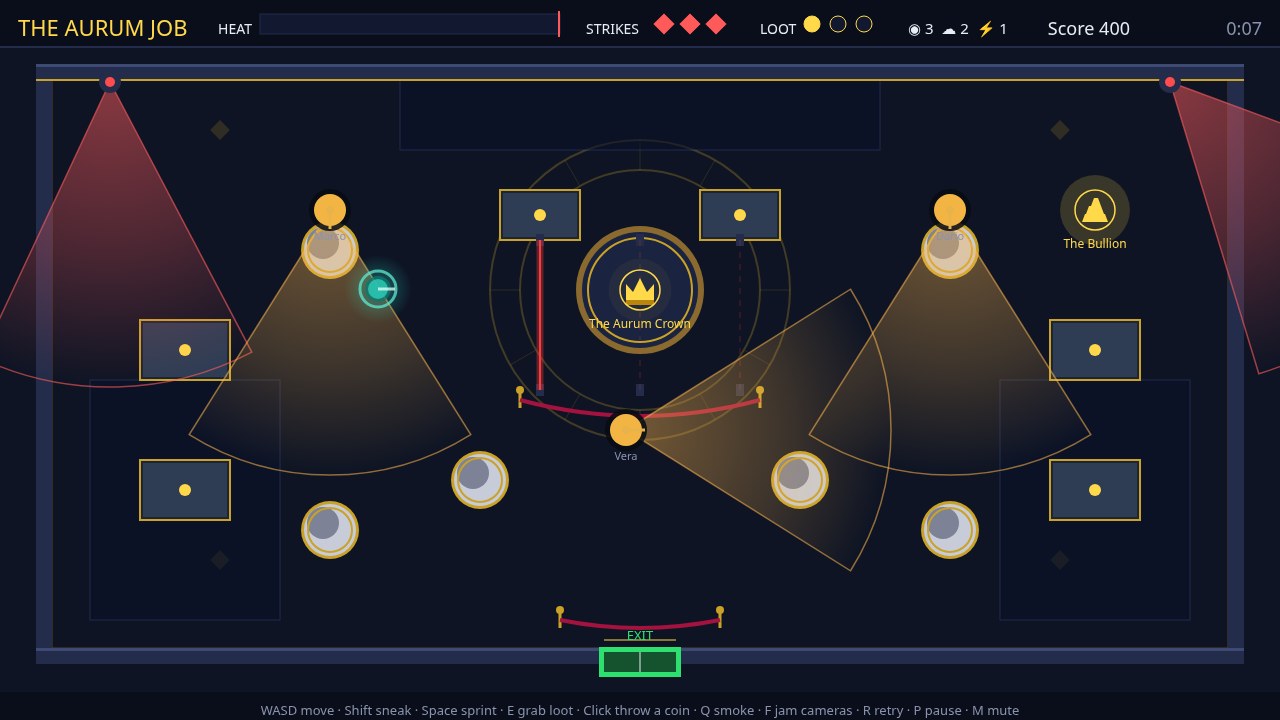 THE AURUM JOB HEAT STRIKES LOOT ◉ 3 ☁ 2 ⚡ 1 Score 400 0:07
The Bullion
The Aurum Crown
Vera
EXIT
WASD move · Shift sneak · Space sprint · E grab loot · Click throw a coin · Q smoke · F jam cameras · R retry · P pause · M mute